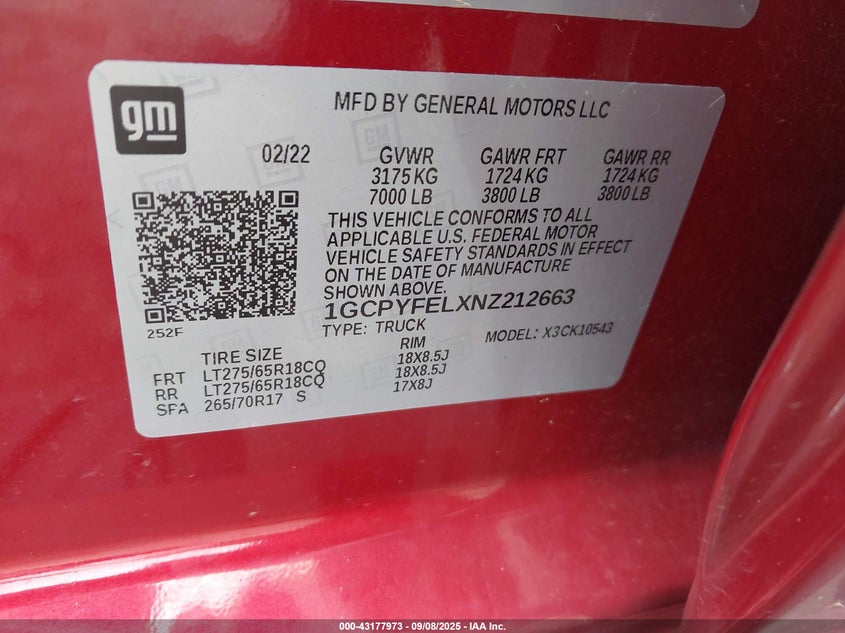 gm
MFD BY GENERAL MOTORS LLC
02/22 GVWR GAWR FRT GAWR RR
3175 KG 1724 KG 1724 KG
7000 LB 3800 LB 3800 LB
THIS VEHICLE CONFORMS TO ALL
APPLICABLE U.S. FEDERAL MOTOR
VEHICLE SAFETY STANDARDS IN EFFECT
ON THE DATE OF MANUFACTURE
SHOWN ABOVE.
1GCPYFELXNZ212663
252F
TYPE: TRUCK MODEL: X3CK10543
TIRE SIZE RIM
FRT LT275/65R18CQ 18X8.5J
RR LT275/65R18CQ 18X8.5J
SFA 265/70R17 S 17X8J
000-43177973 - 09/08/2025 - IAA Inc.